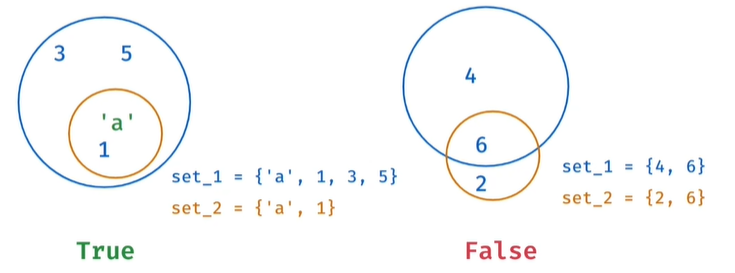 3 5
'a'
1
set_1 = {'a', 1, 3, 5}
set_2 = {'a', 1}
True
4
6
2
set_1 = {4, 6}
set_2 = {2, 6}
False